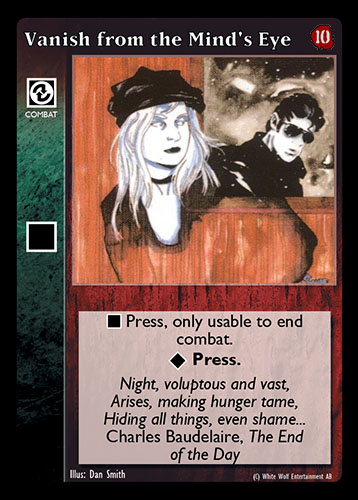 Vanish from the Mind's Eye 10
COMBAT
Press, only usable to end
combat.
Press.
Night, voluptous and vast,
Arises, making hunger tame,
Hiding all things, even shame...
Charles Baudelaire, The End
of the Day
Illus: Dan Smith
(C) White Wolf Entertainment AB